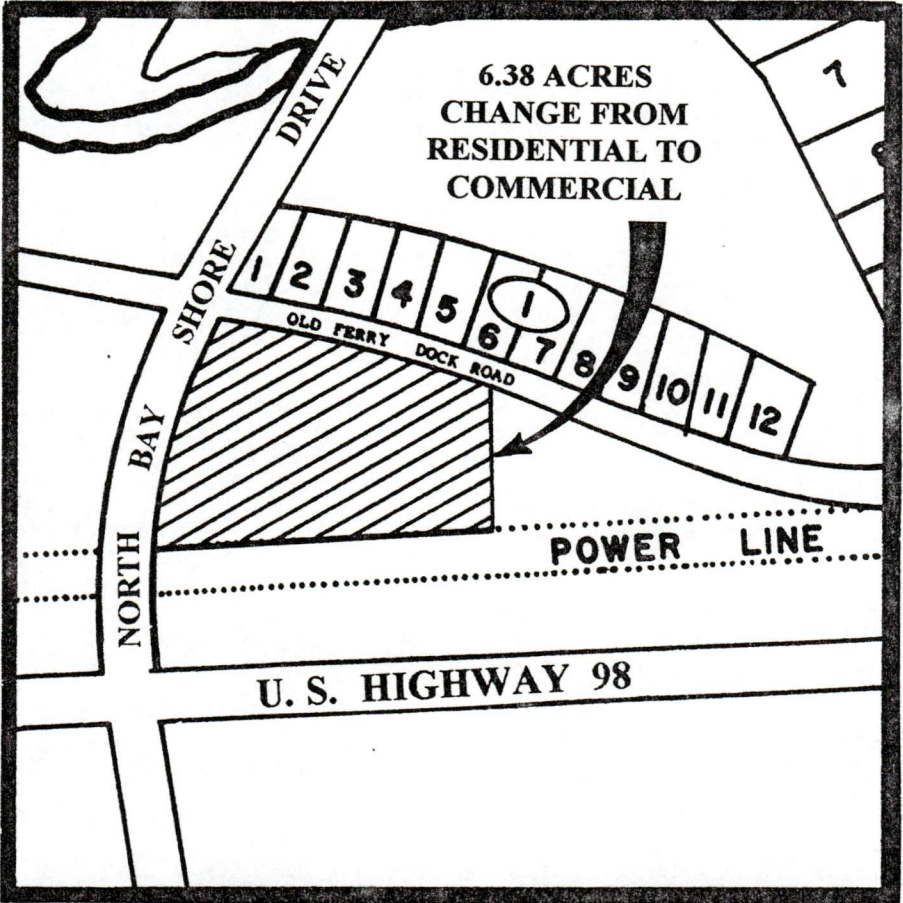 6.38 ACRES
CHANGE FROM
RESIDENTIAL TO
COMMERCIAL
7
NORTH BAY SHORE DRIVE
1 2 3 4 5 6 7 8 9 10 11 12
1
OLD FERRY DOCK ROAD
POWER LINE
U. S. HIGHWAY 98